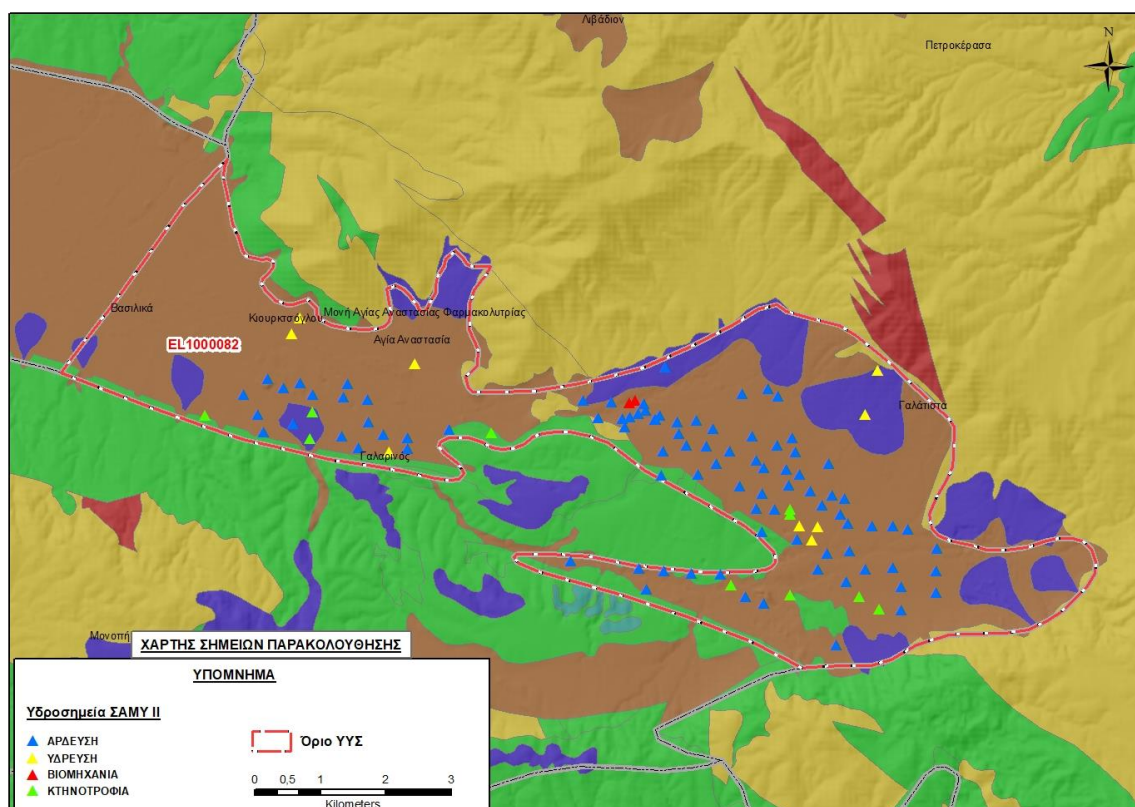 Λιβάδιον
Πετροκέρασα
N
Βασιλικά
Κιουρκτσόγλου
Μονή Αγίας Αναστασίας Φαρμακολυτρίας
Αγία Αναστασία
EL1000082
Γαλάτιστα
Γαλαρινός
Μονοπή
ΧΑΡΤΗΣ ΣΗΜΕΙΩΝ ΠΑΡΑΚΟΛΟΥΘΗΣΗΣ
ΥΠΟΜΝΗΜΑ
Υδροσημεία ΣΑΜΥ ΙΙ
ΑΡΔΕΥΣΗ
ΥΔΡΕΥΣΗ
ΒΙΟΜΗΧΑΝΙΑ
ΚΤΗΝΟΤΡΟΦΙΑ
Όριο ΥΥΣ
0 0,5 1 2 3
Kilometers